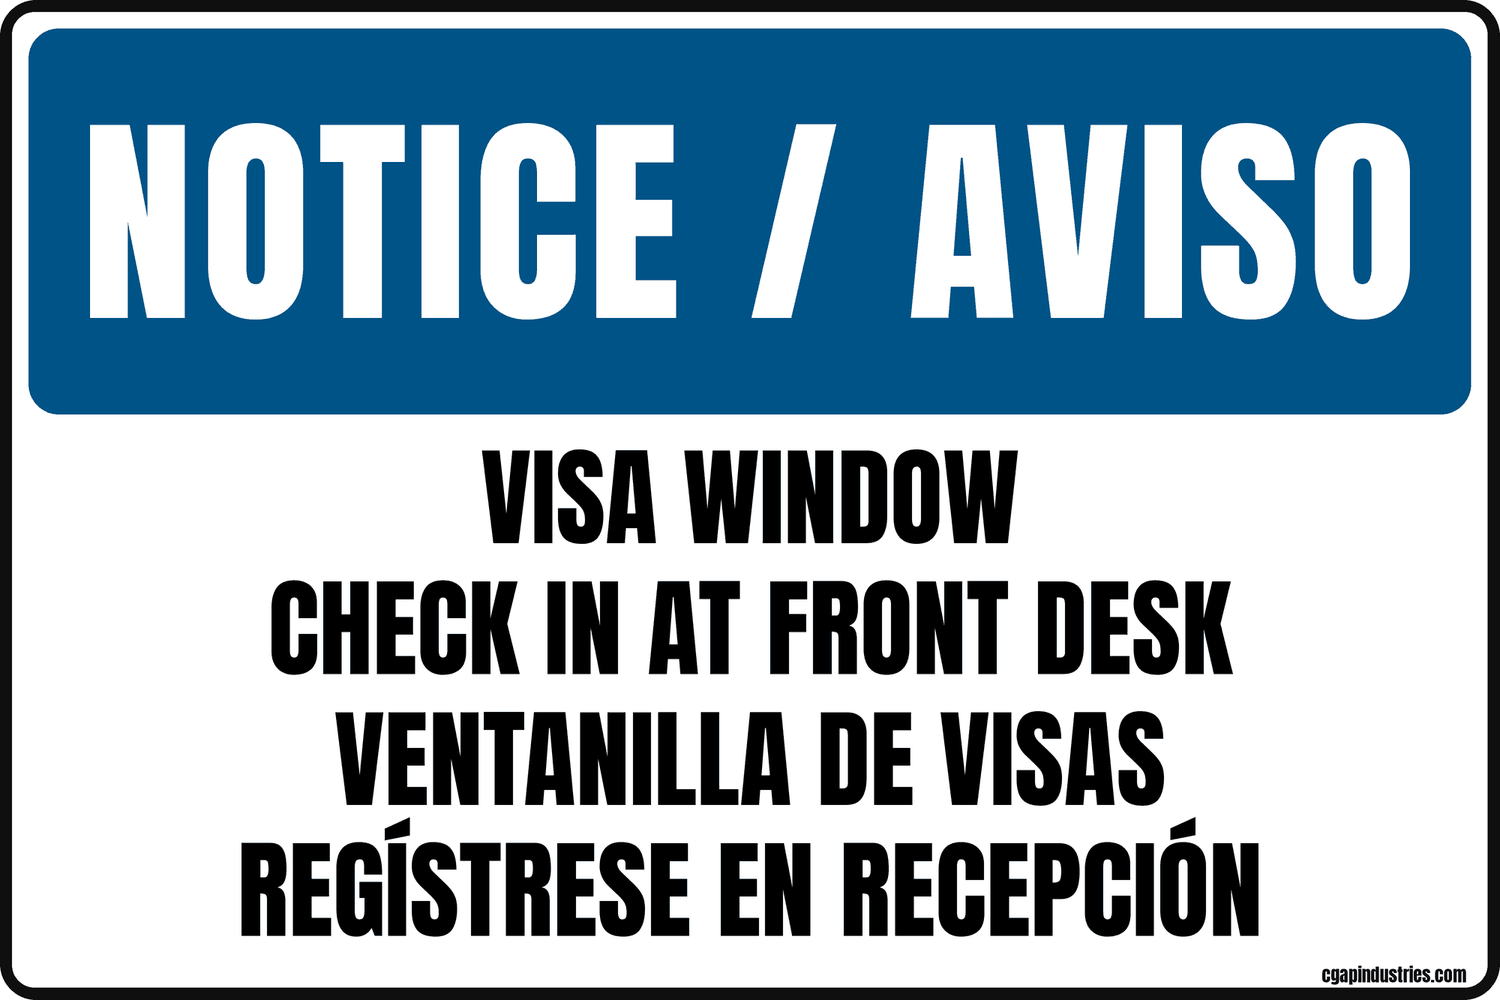 NOTICE / AVISO
VISA WINDOW
CHECK IN AT FRONT DESK
VENTANILLA DE VISAS
REGÍSTRESE EN RECEPCIÓN
cgapindustries.com